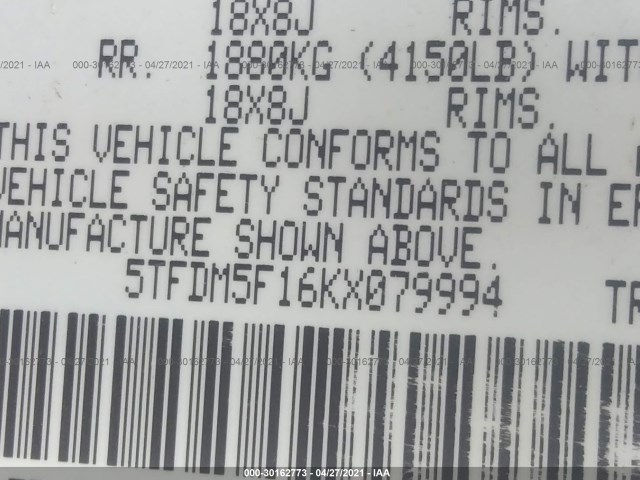 18X8J RIMS.
RR. 1880KG (4150LB) WIT
18X8J RIMS.
THIS VEHICLE CONFORMS TO ALL
VEHICLE SAFETY STANDARDS IN
MANUFACTURE SHOWN ABOVE.
5TFDM5F16KX079994 TR
000-30162773 - 04/27/2021 - IAA